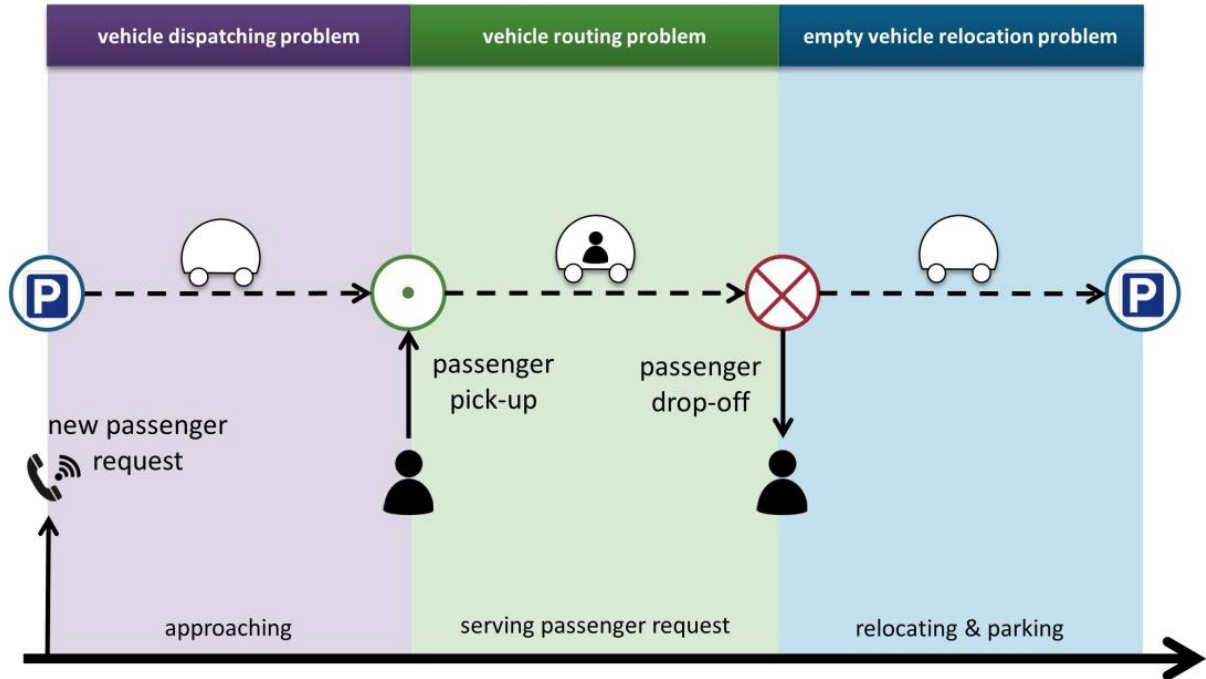 vehicle dispatching problem
vehicle routing problem
empty vehicle relocation problem
P
P
passenger
pick-up
passenger
drop-off
new passenger
request
approaching
serving passenger request
relocating & parking